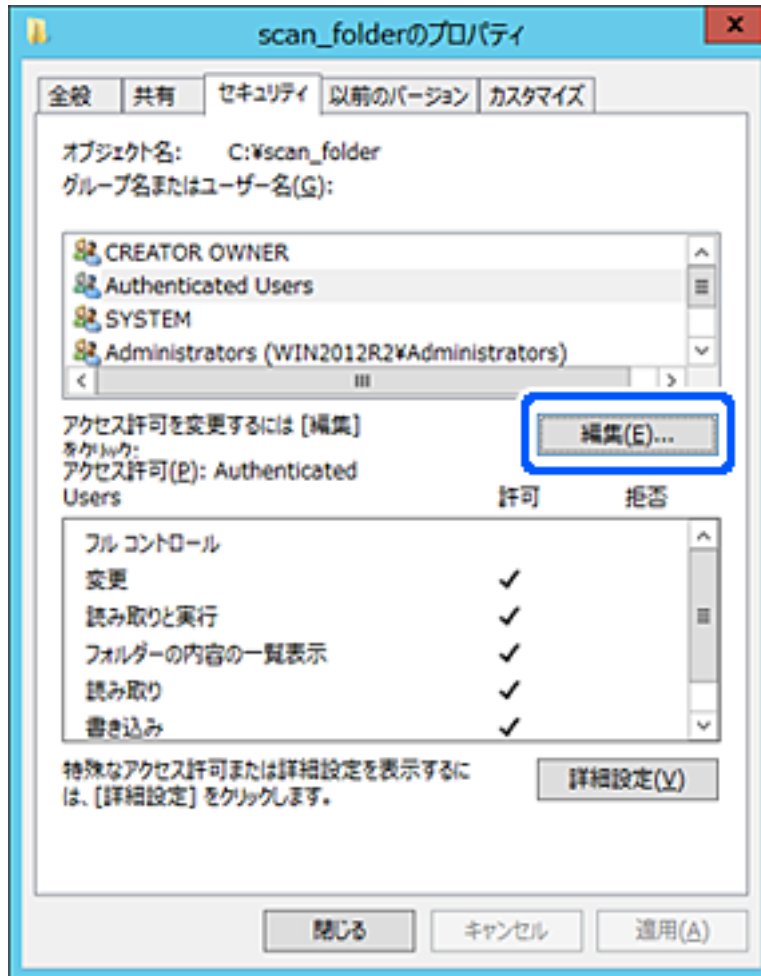 scan_folderのプロパティ
x
全般 共有 セキュリティ 以前のバージョン カスタマイズ
オブジェクト名: C:¥scan_folder
グループ名またはユーザー名(G):
CREATOR OWNER
Authenticated Users
SYSTEM
Administrators (WIN2012R2¥Administrators)
アクセス許可を変更するには [編集]
をクリック:
編集(E)...
アクセス許可(P): Authenticated
Users 許可 拒否
フル コントロール
変更
読み取りと実行
フォルダーの内容の一覧表示
読み取り
書き込み
特殊なアクセス許可または詳細設定を表示するに
は、[詳細設定] をクリックします。
詳細設定(V)
閉じる キャンセル 適用(A)